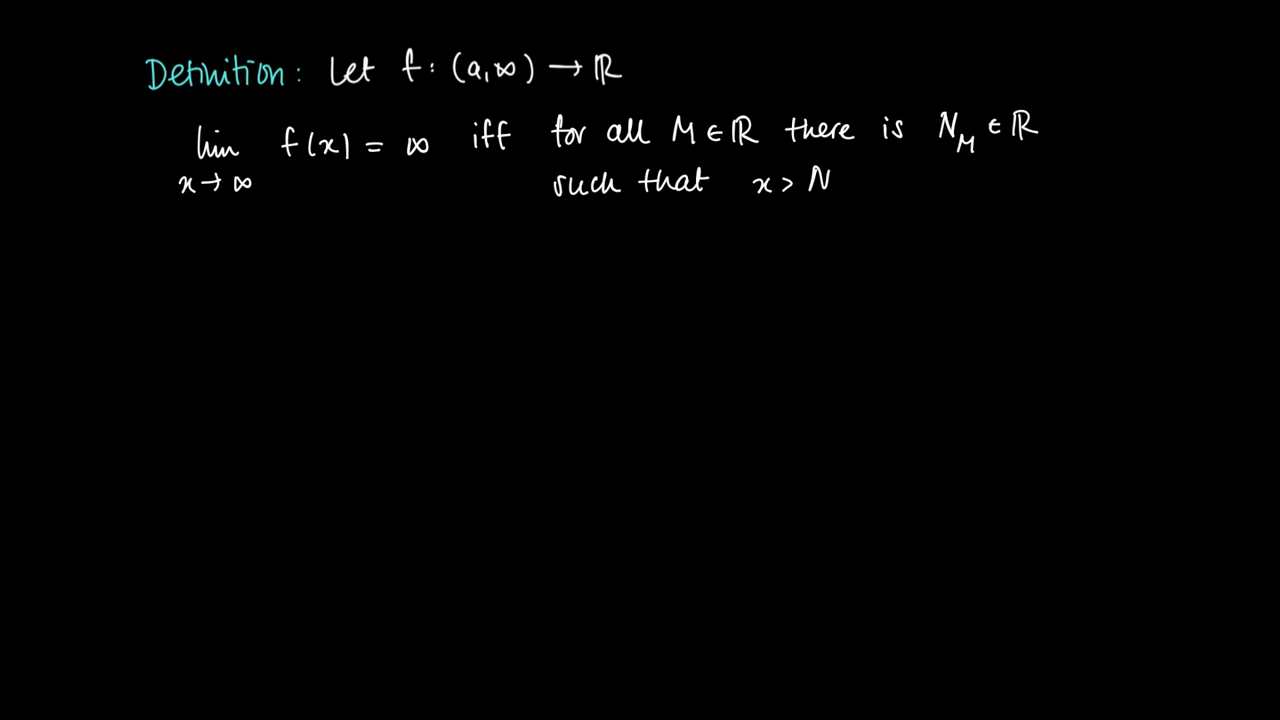 Definition: Let f: (a,∞) → ℝ
lim f(x) = ∞ iff for all M ∈ ℝ there is N_M ∈ ℝ
x → ∞ such that x > N